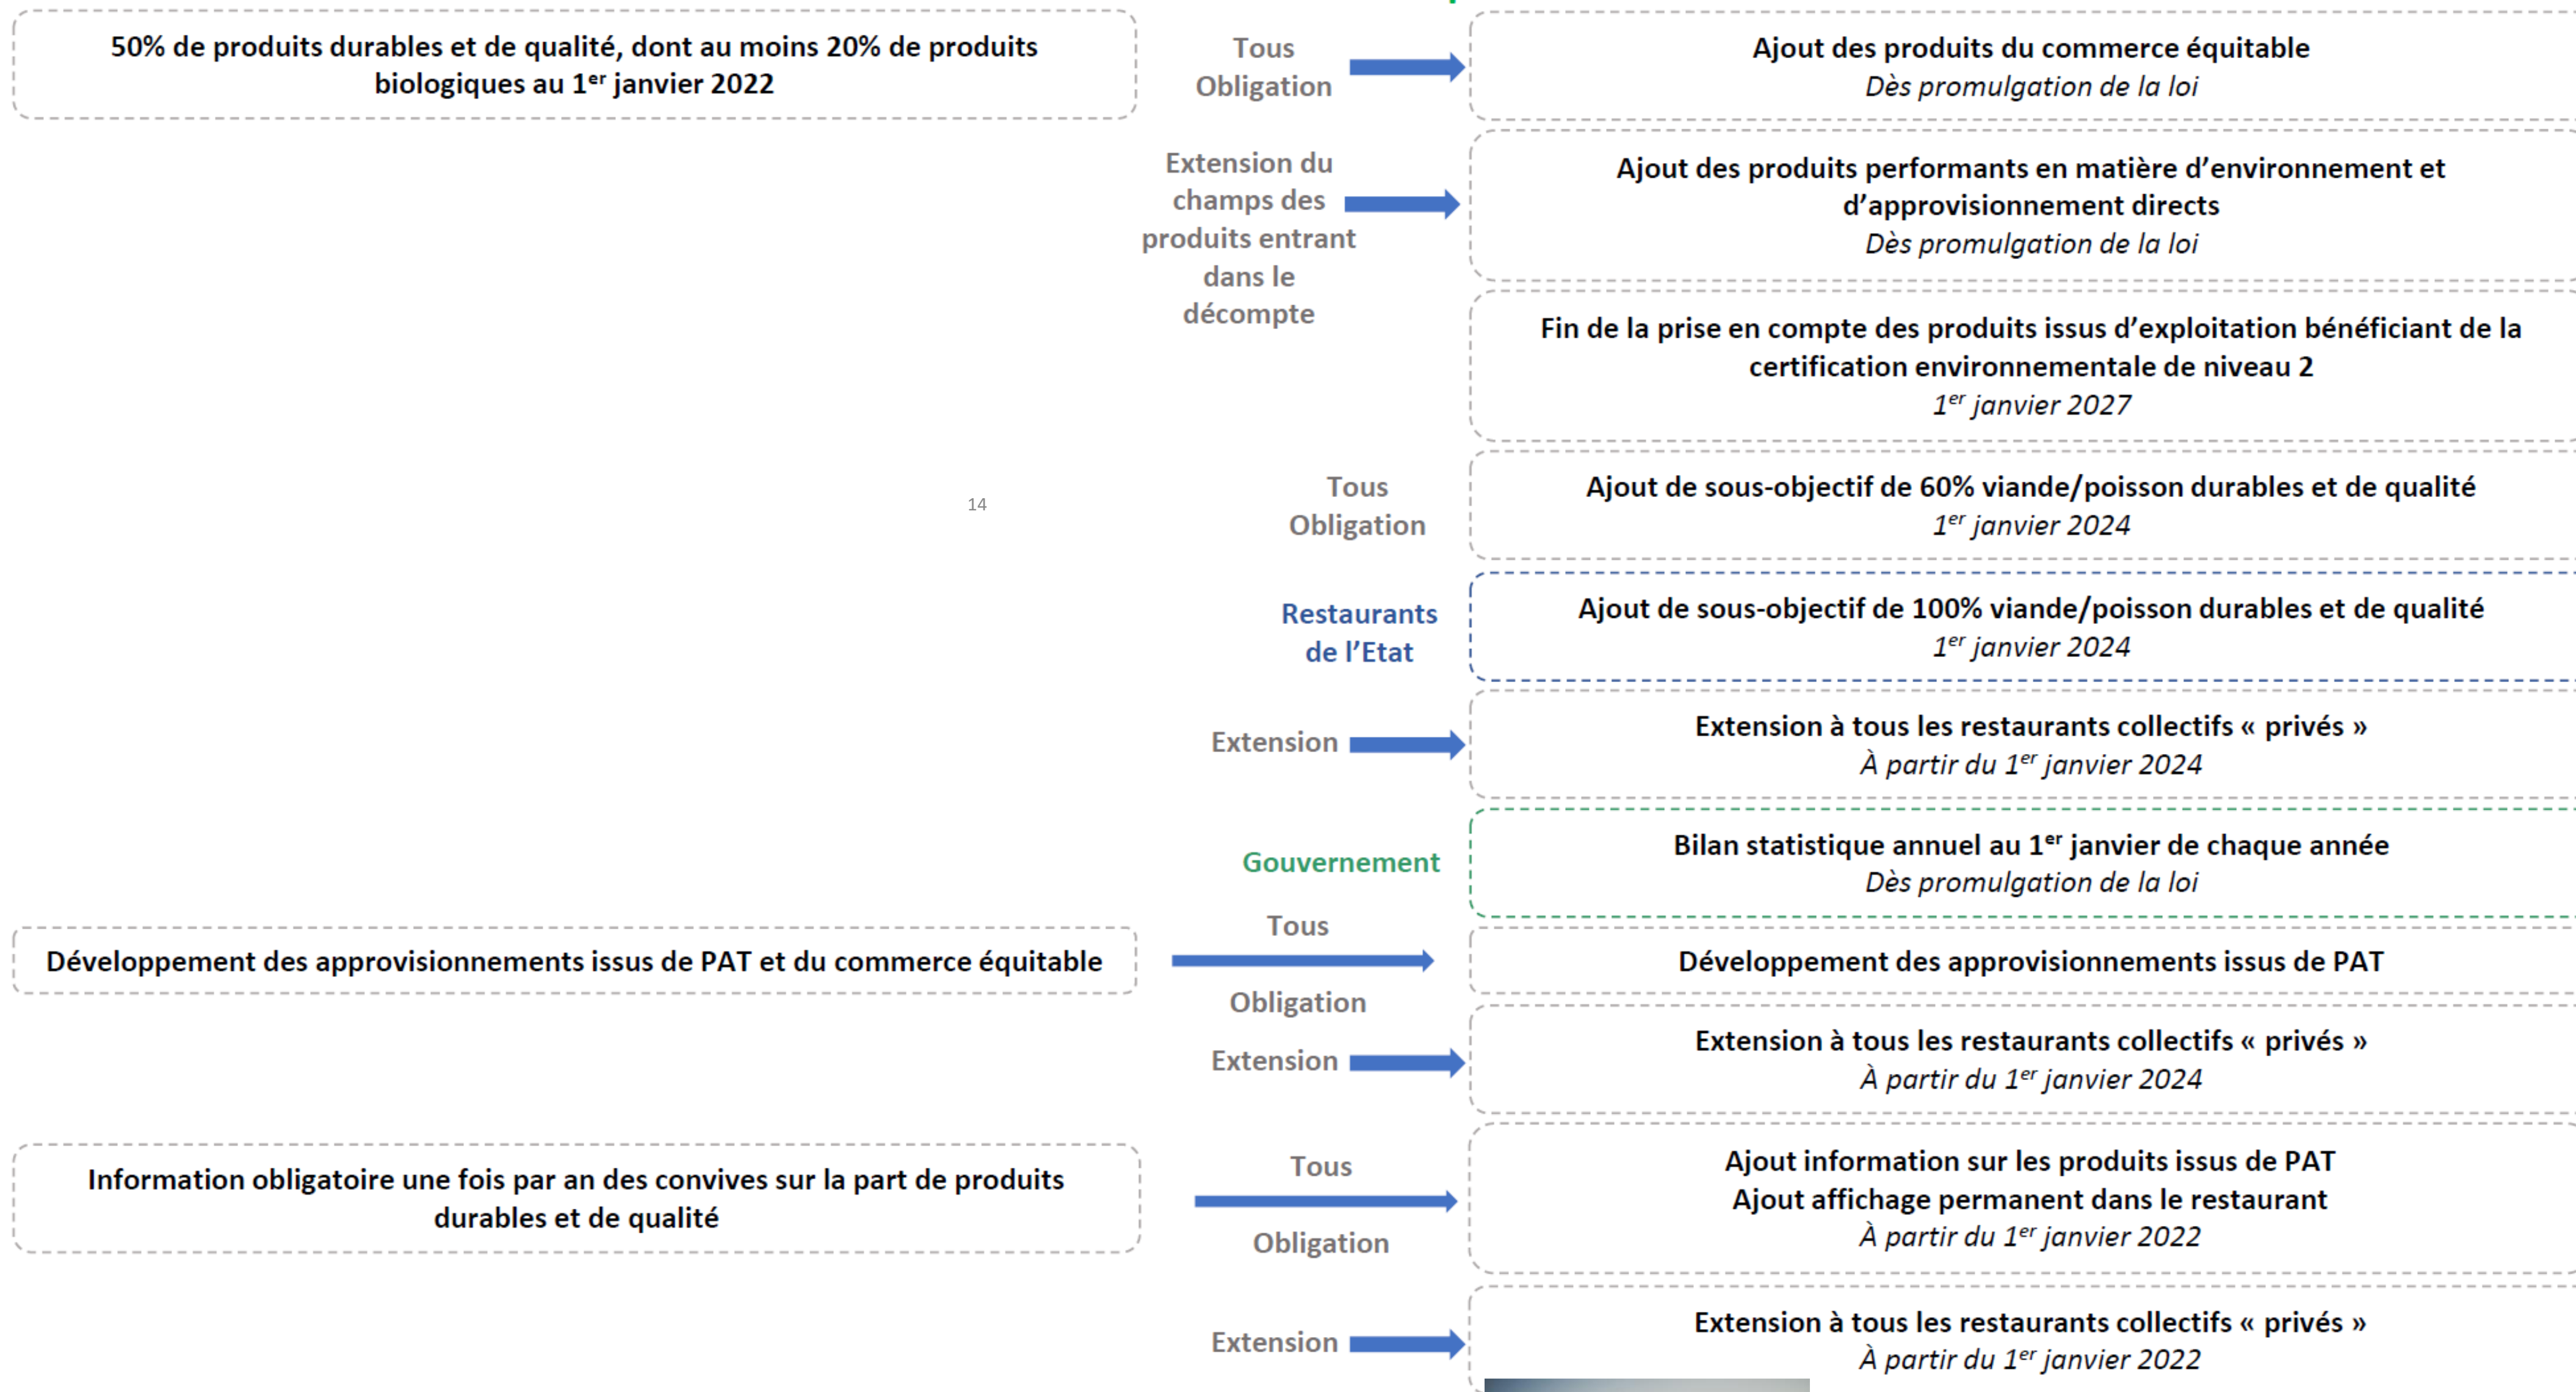 50% de produits durables et de qualité, dont au moins 20% de produits
biologiques au 1er janvier 2022
Tous
Obligation
Ajout des produits du commerce équitable
Dès promulgation de la loi
Extension du
champs des
produits entrant
dans le
décompte
Ajout des produits performants en matière d’environnement et
d’approvisionnement directs
Dès promulgation de la loi
Fin de la prise en compte des produits issus d’exploitation bénéficiant de la
certification environnementale de niveau 2
1er janvier 2027
14
Tous
Obligation
Ajout de sous-objectif de 60% viande/poisson durables et de qualité
1er janvier 2024
Restaurants
de l’Etat
Ajout de sous-objectif de 100% viande/poisson durables et de qualité
1er janvier 2024
Extension
Extension à tous les restaurants collectifs « privés »
À partir du 1er janvier 2024
Gouvernement
Bilan statistique annuel au 1er janvier de chaque année
Dès promulgation de la loi
Développement des approvisionnements issus de PAT et du commerce équitable
Tous
Obligation
Développement des approvisionnements issus de PAT
Extension
Extension à tous les restaurants collectifs « privés »
À partir du 1er janvier 2024
Information obligatoire une fois par an des convives sur la part de produits
durables et de qualité
Tous
Obligation
Ajout information sur les produits issus de PAT
Ajout affichage permanent dans le restaurant
À partir du 1er janvier 2022
Extension
Extension à tous les restaurants collectifs « privés »
À partir du 1er janvier 2022